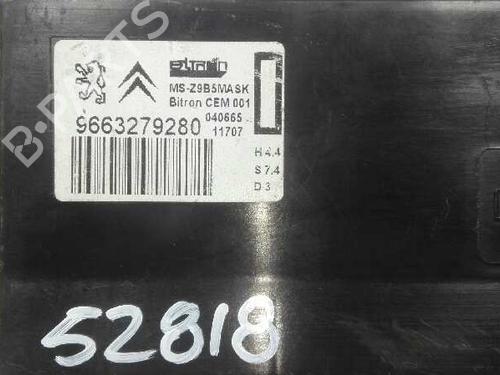 BITRON
MS-Z9B5MASK
Bitron CEM 001
9663279280
040665
11707
H 4.4
S 7.4
D 3
B-PARTS
52818